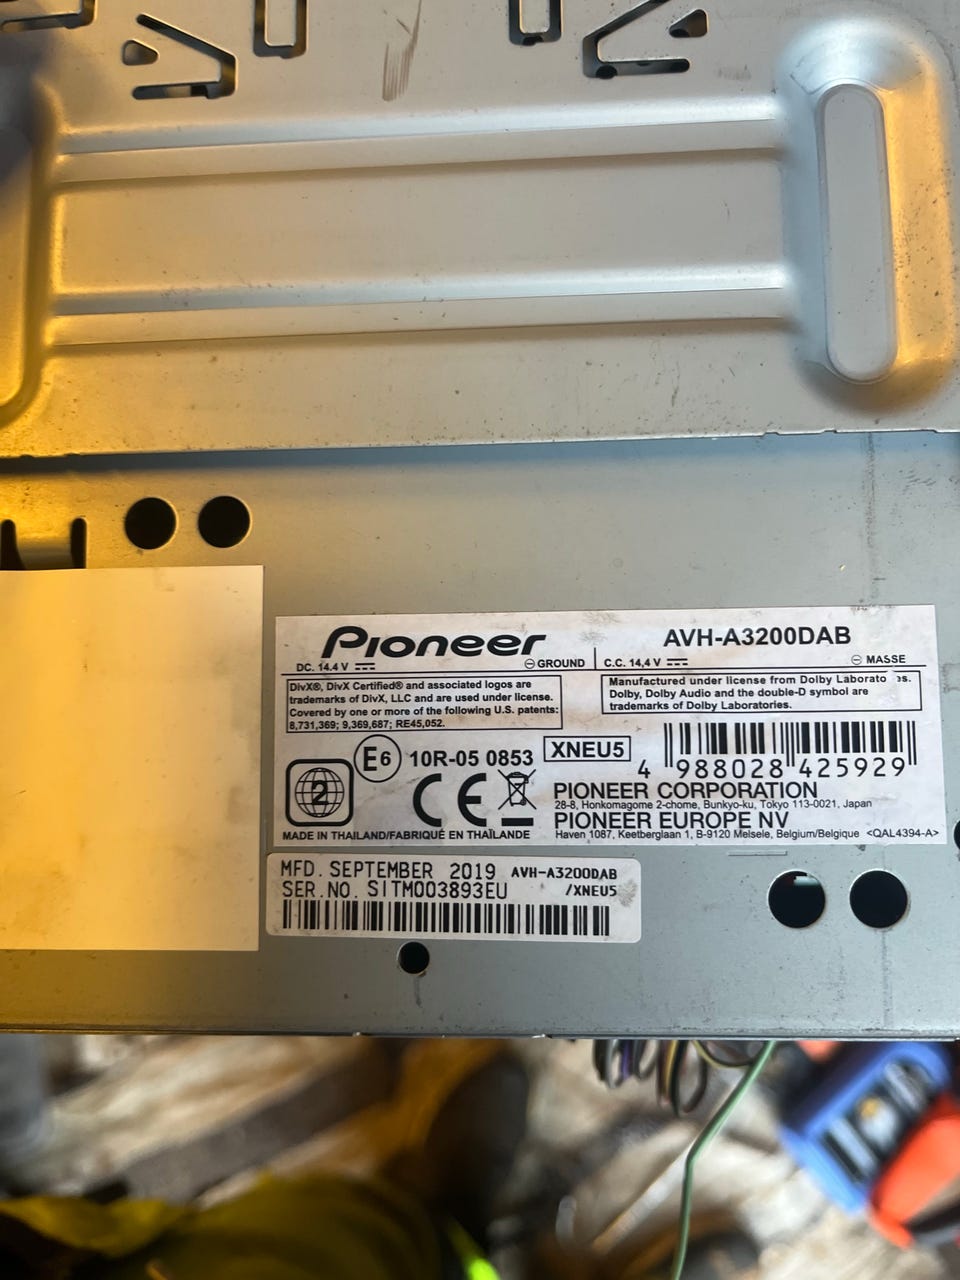 Pioneer
AVH-A3200DAB
DC. 14.4 V
⊖GROUND
C.C. 14,4 V
⊖ MASSE
DivX®, DivX Certified® and associated logos are
trademarks of DivX, LLC and are used under license.
Covered by one or more of the following U.S. patents:
8,731,369; 9,369,687; RE45,052.
Manufactured under license from Dolby Laborato es.
Dolby, Dolby Audio and the double-D symbol are
trademarks of Dolby Laboratories.
E6
10R-05 0853
XNEU5
2
CE
4 988028 425929
PIONEER CORPORATION
28-8, Honkomagome 2-chome, Bunkyo-ku, Tokyo 113-0021, Japan
PIONEER EUROPE NV
Haven 1087, Keetberglaan 1, B-9120 Melsele, Belgium/Belgique <QAL4394-A>
MADE IN THAILAND/FABRIQUÉ EN THAÏLANDE
MFD. SEPTEMBER 2019 AVH-A3200DAB
SER.NO. SITM003893EU /XNEU5